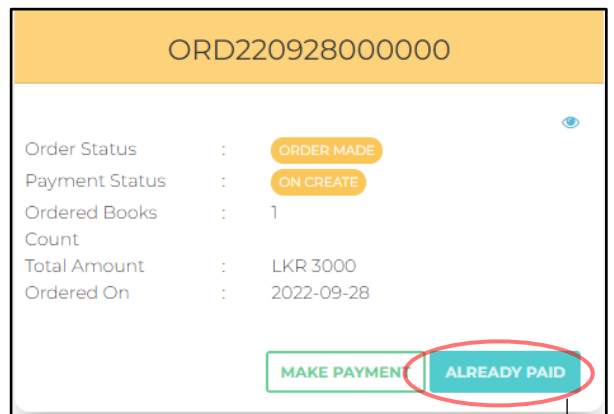 ORD220928000000
Order Status : ORDER MADE
Payment Status : ON CREATE
Ordered Books : 1
Count
Total Amount : LKR 3000
Ordered On : 2022-09-28
MAKE PAYMENT ALREADY PAID